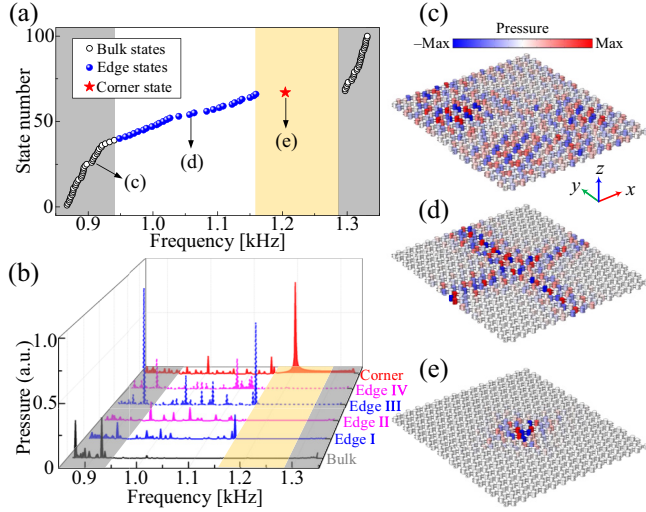 (a)
State number
100
50
0
Bulk states
Edge states
Corner state
(c)
(d)
(e)
0.9
1.0
1.1
1.2
1.3
Frequency [kHz]
(b)
Pressure (a.u.)
1.0
0.5
0
Corner
Edge IV
Edge III
Edge II
Edge I
Bulk
0.9
1.0
1.1
1.2
1.3
Frequency [kHz]
(c)
Pressure
–Max
Max
z
y
x
(d)
(e)